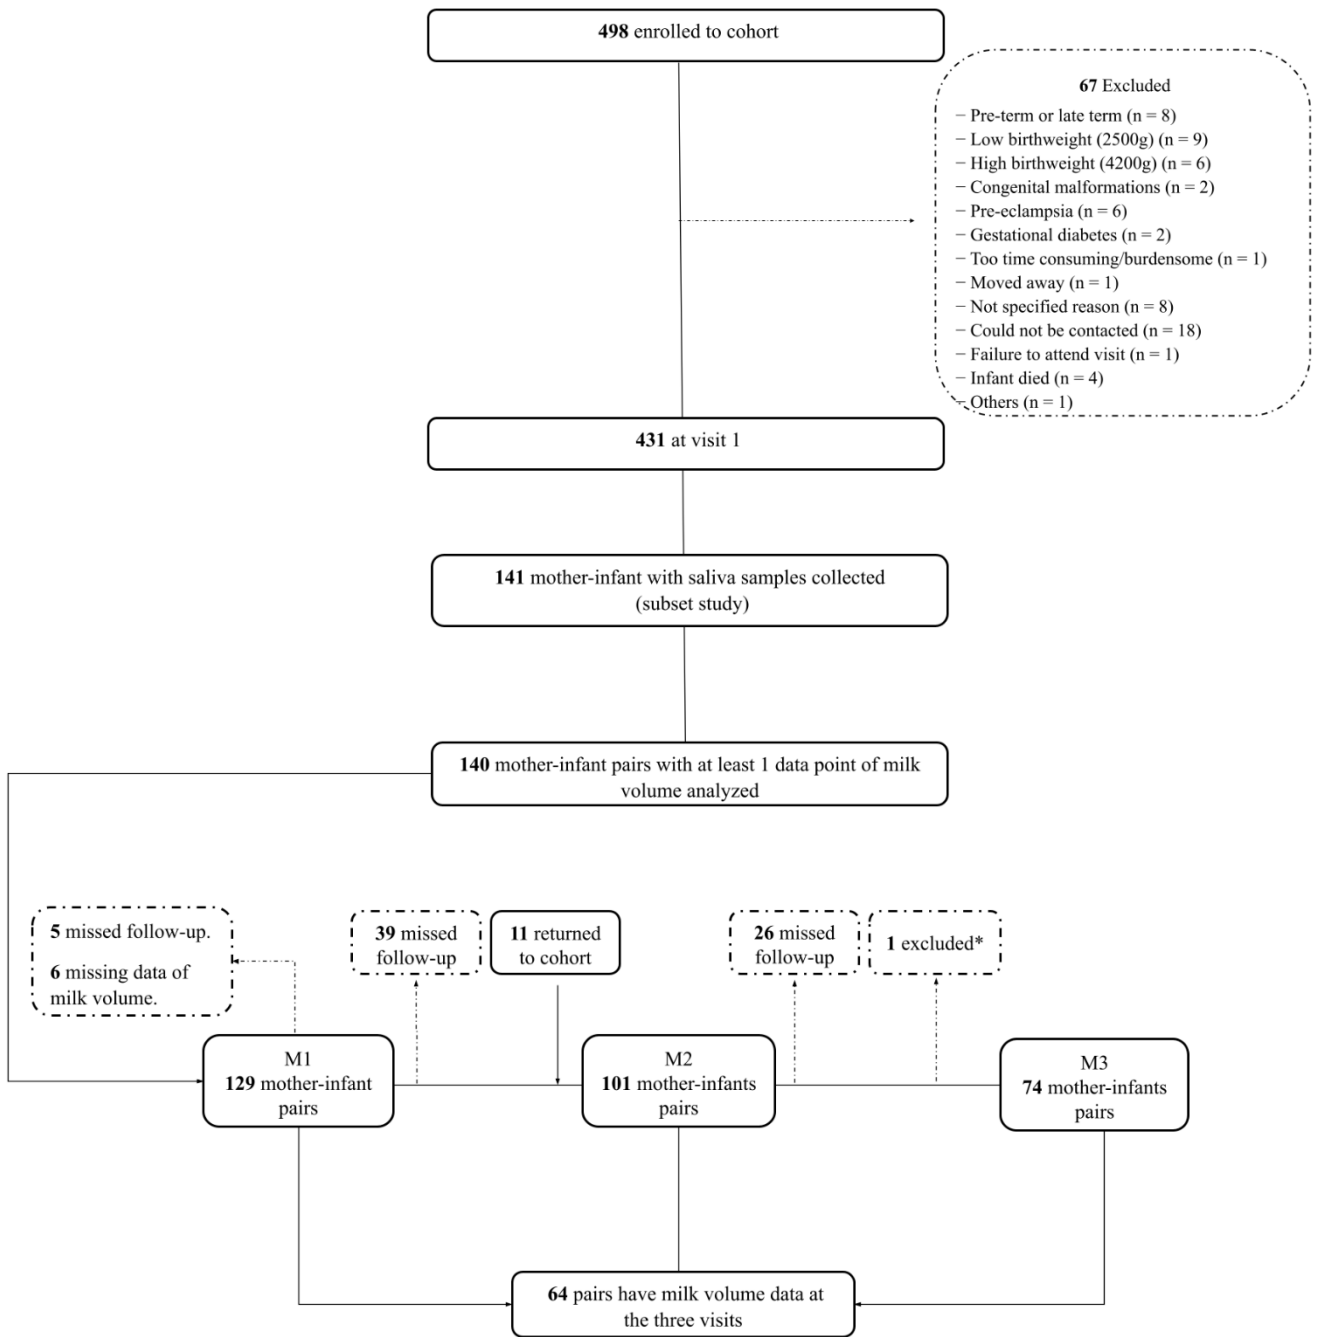 498 enrolled to cohort
67 Excluded
− Pre-term or late term (n = 8)
− Low birthweight (2500g) (n = 9)
− High birthweight (4200g) (n = 6)
− Congenital malformations (n = 2)
− Pre-eclampsia (n = 6)
− Gestational diabetes (n = 2)
− Too time consuming/burdensome (n = 1)
− Moved away (n = 1)
− Not specified reason (n = 8)
− Could not be contacted (n = 18)
− Failure to attend visit (n = 1)
− Infant died (n = 4)
− Others (n = 1)
431 at visit 1
141 mother-infant with saliva samples collected
(subset study)
140 mother-infant pairs with at least 1 data point of milk
volume analyzed
5 missed follow-up.
6 missing data of
milk volume.
39 missed
follow-up
11 returned
to cohort
26 missed
follow-up
1 excluded*
M1
129 mother-infant
pairs
M2
101 mother-infants
pairs
M3
74 mother-infants
pairs
64 pairs have milk volume data at
the three visits